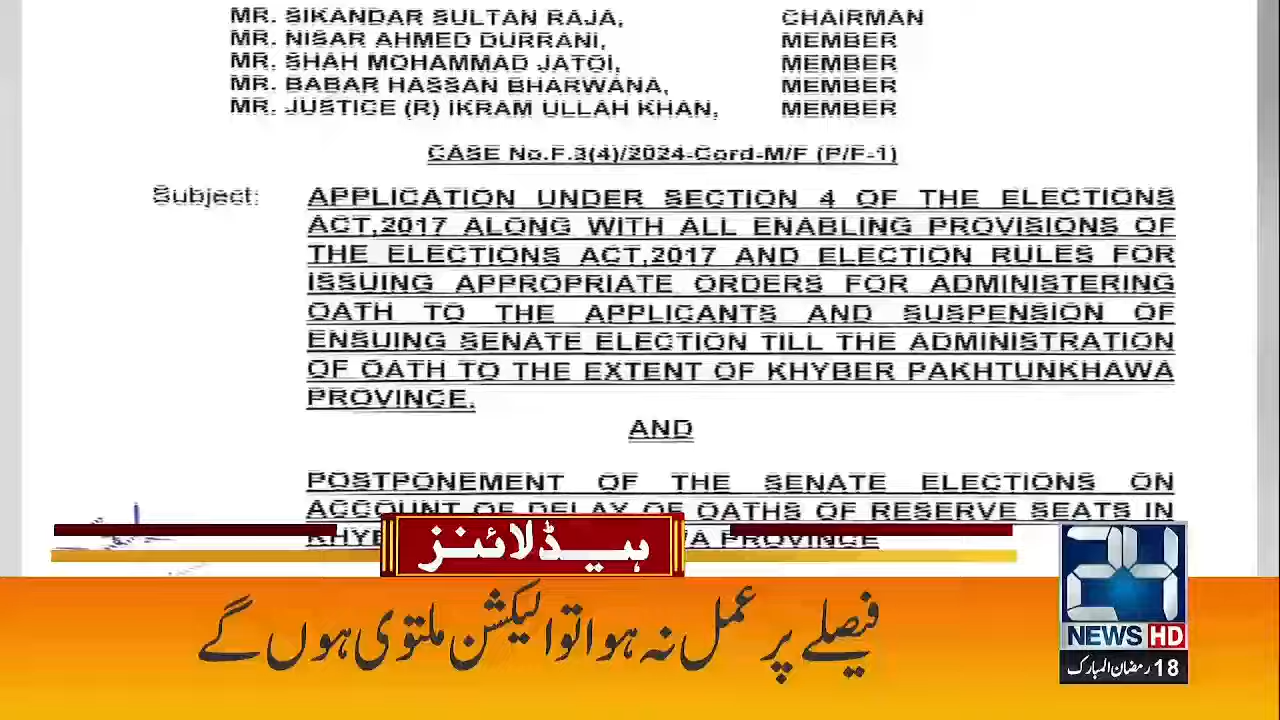 MR. SIKANDAR SULTAN RAJA, CHAIRMAN
MR. NISAR AHMED DURRANI, MEMBER
MR. SHAH MOHAMMAD JATOI, MEMBER
MR. BABAR HASSAN BHARWANA, MEMBER
MR. JUSTICE (R) IKRAM ULLAH KHAN, MEMBER
CASE No.F.3(4)/2024-Cord-M/F (P/F-1)
Subject: APPLICATION UNDER SECTION 4 OF THE ELECTIONS
ACT,2017 ALONG WITH ALL ENABLING PROVISIONS OF
THE ELECTIONS ACT,2017 AND ELECTION RULES FOR
ISSUING APPROPRIATE ORDERS FOR ADMINISTERING
OATH TO THE APPLICANTS AND SUSPENSION OF
ENSUING SENATE ELECTION TILL THE ADMINISTRATION
OF OATH TO THE EXTENT OF KHYBER PAKHTUNKHAWA
PROVINCE.
AND
POSTPONEMENT OF THE SENATE ELECTIONS ON
ACCOUNT OF DELAY OF OATHS OF RESERVE SEATS IN
PROVINCE
ہیڈلائنز
فیصلے پر عمل نہ ہوا تو الیکشن ملتوی ہوں گے
24
NEWS HD
18 رمضان المبارک